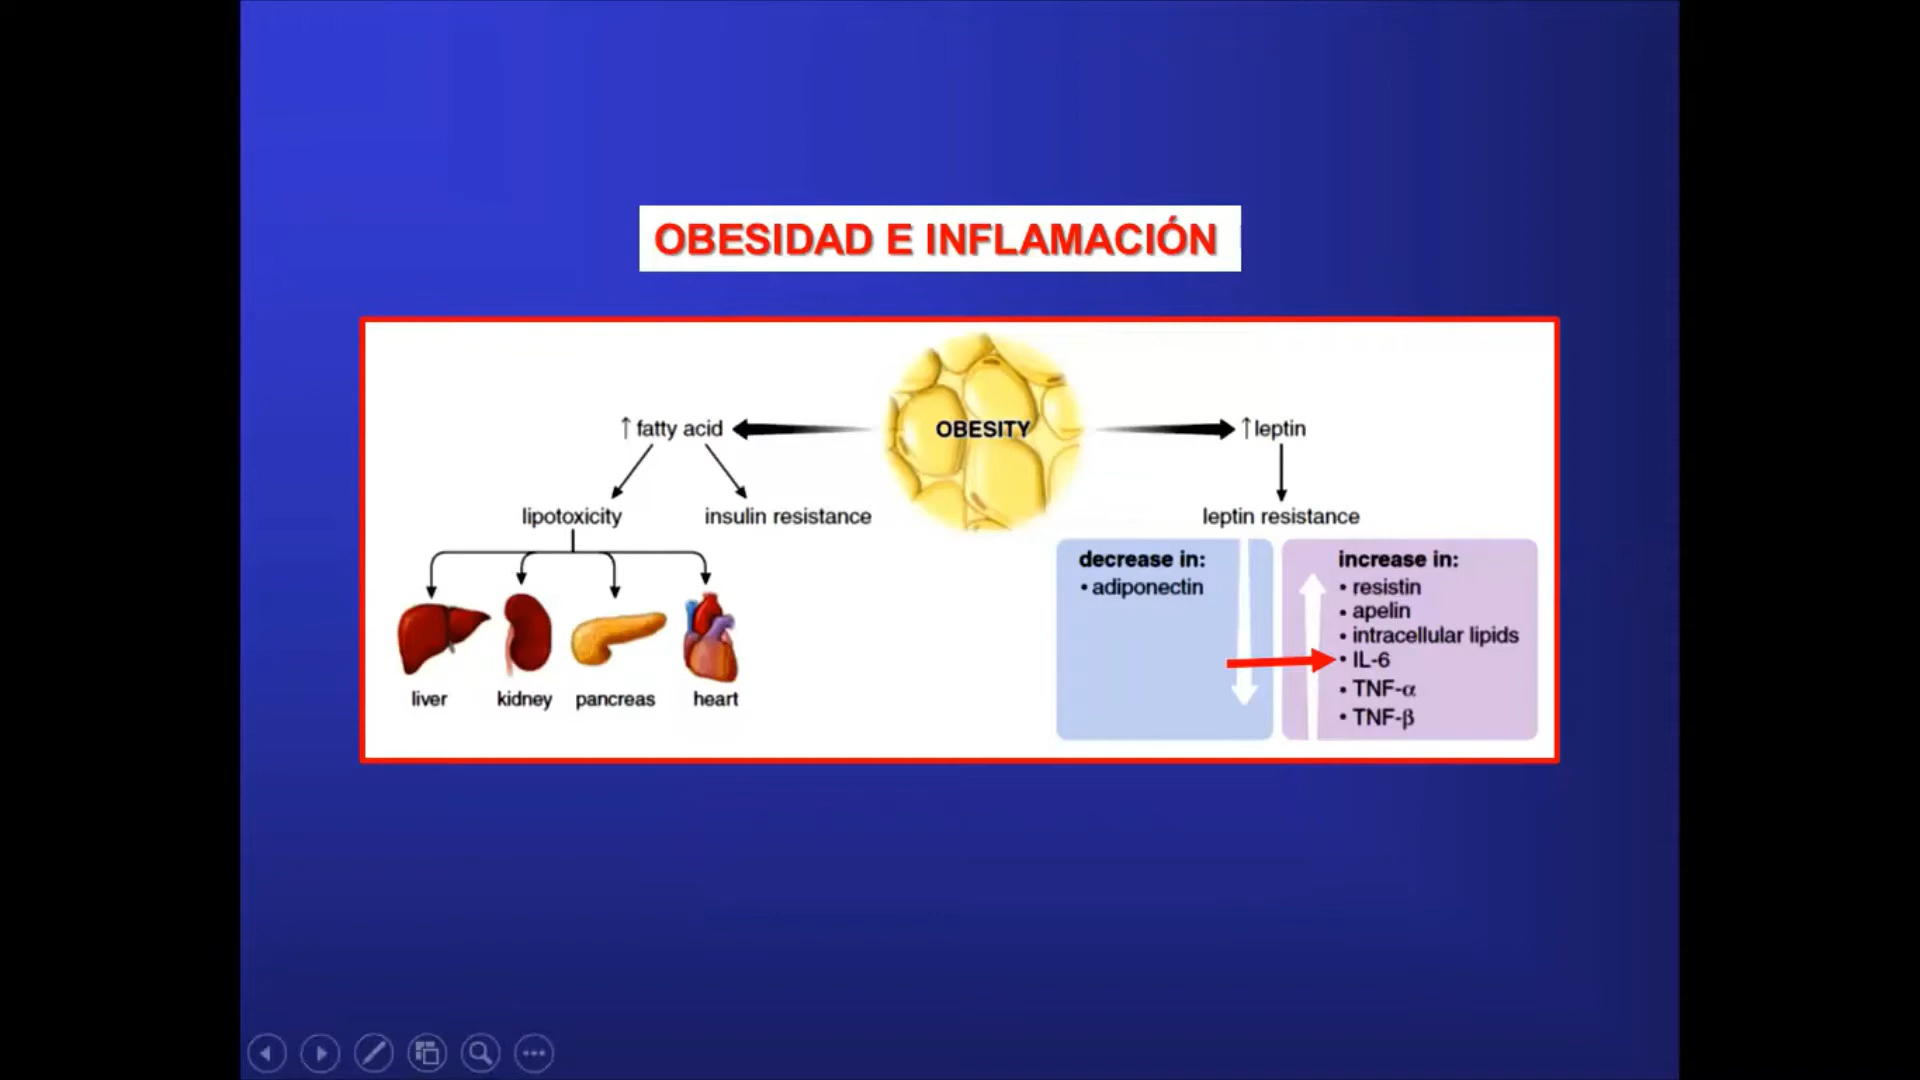 OBESIDAD E INFLAMACIÓN
OBESITY
↑ fatty acid
↑ leptin
lipotoxicity
insulin resistance
leptin resistance
liver
kidney
pancreas
heart
decrease in:
• adiponectin
increase in:
• resistin
• apelin
• intracellular lipids
• IL-6
• TNF-α
• TNF-β